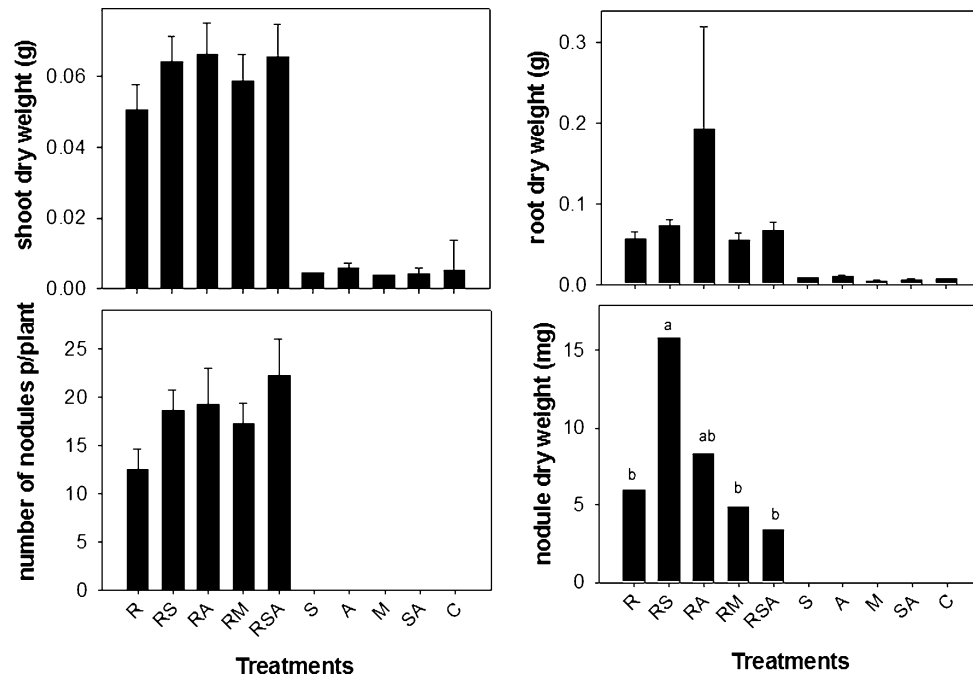 shoot dry weight (g)
0.06
0.04
0.02
0.00
root dry weight (g)
0.3
0.2
0.1
0.0
number of nodules p/plant
25
20
15
10
5
0
R
RS
RA
RM
RSA
S
A
M
SA
C
Treatments
nodule dry weight (mg)
15
10
5
0
b
a
ab
b
b
R
RS
RA
RM
RSA
S
A
M
SA
C
Treatments